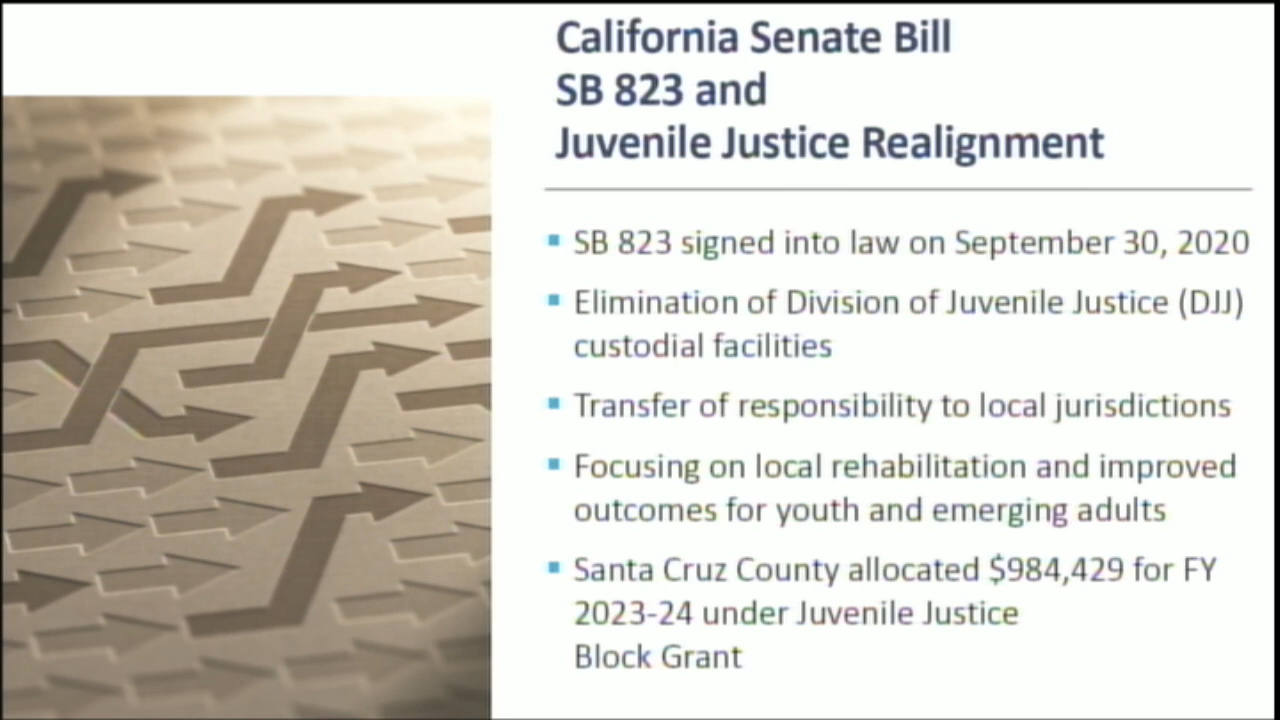 California Senate Bill
SB 823 and
Juvenile Justice Realignment
SB 823 signed into law on September 30, 2020
Elimination of Division of Juvenile Justice (DJJ)
custodial facilities
Transfer of responsibility to local jurisdictions
Focusing on local rehabilitation and improved
outcomes for youth and emerging adults
Santa Cruz County allocated $984,429 for FY
2023-24 under Juvenile Justice
Block Grant